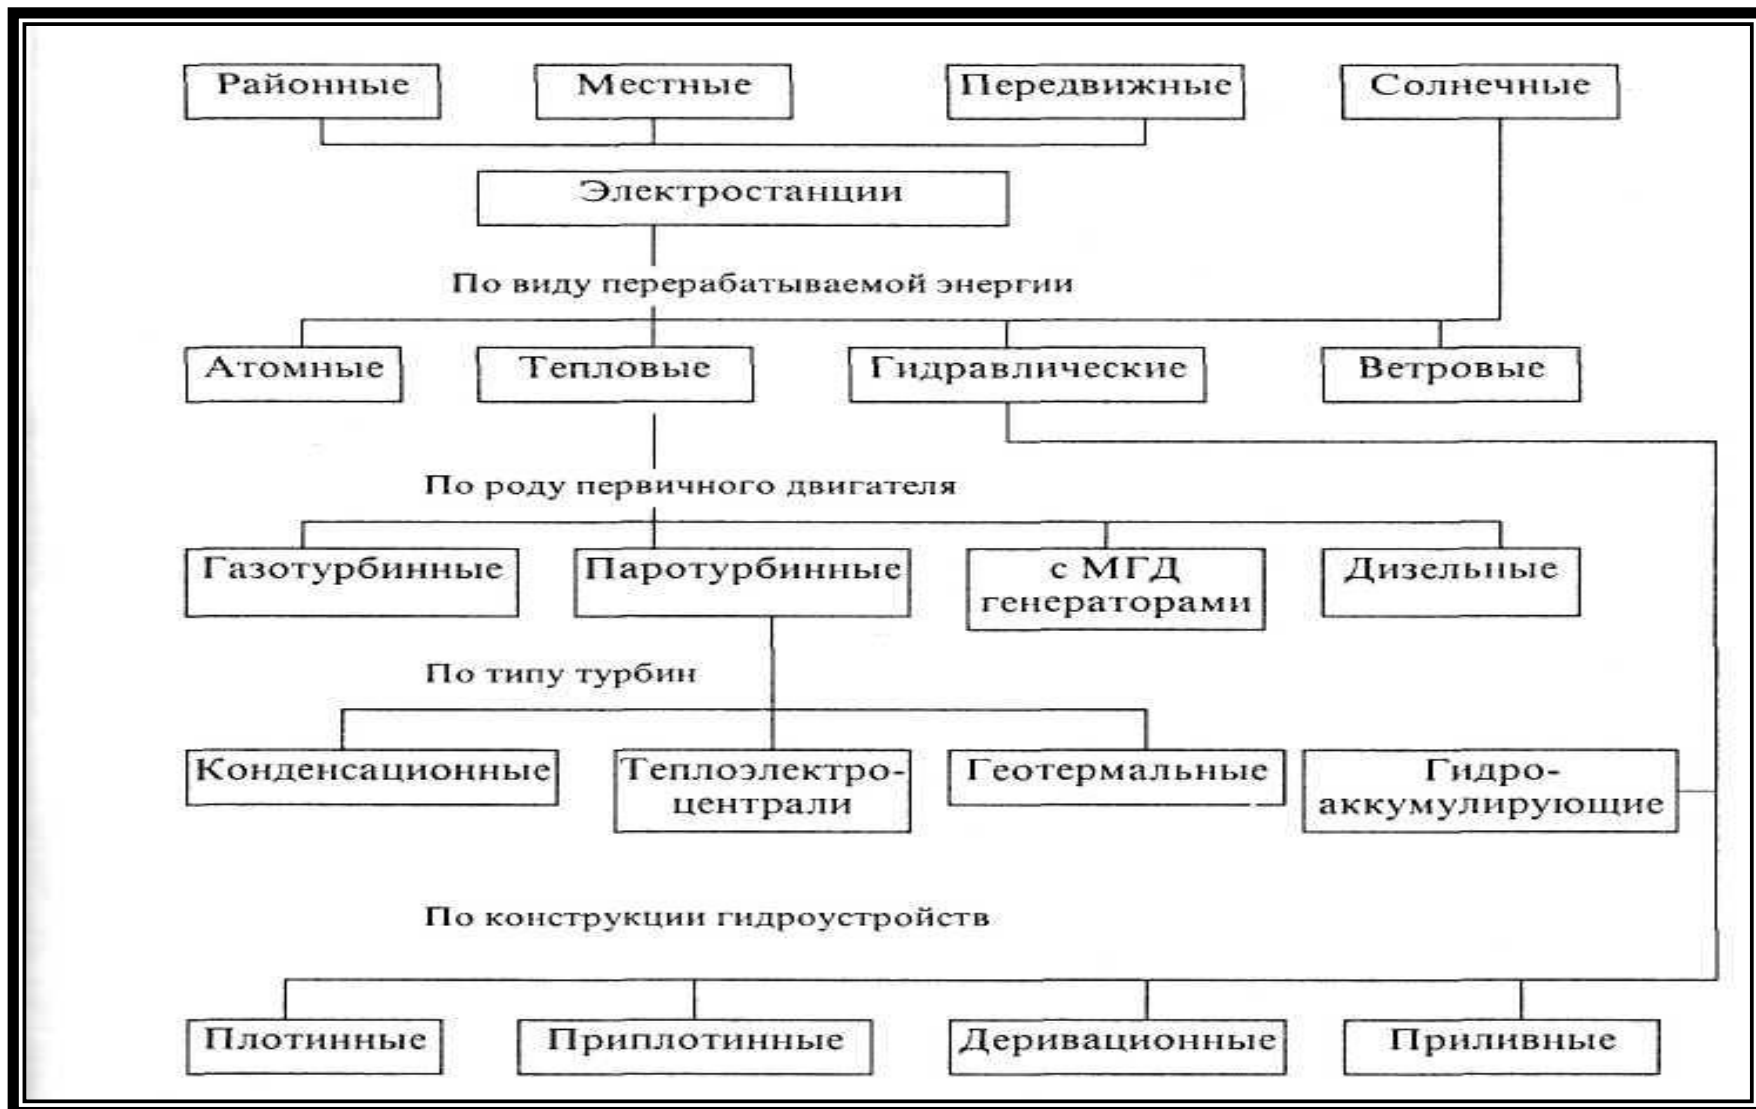 Районные
Местные
Передвижные
Солнечные
Электростанции
По виду перерабатываемой энергии
Атомные
Тепловые
Гидравлические
Ветровые
По роду первичного двигателя
Газотурбинные
Паротурбинные
с МГД
генераторами
Дизельные
По типу турбин
Конденсационные
Теплоэлектро-
централи
Геотермальные
Гидро-
аккумулирующие
По конструкции гидроустройств
Плотинные
Приплотинные
Деривационные
Приливные